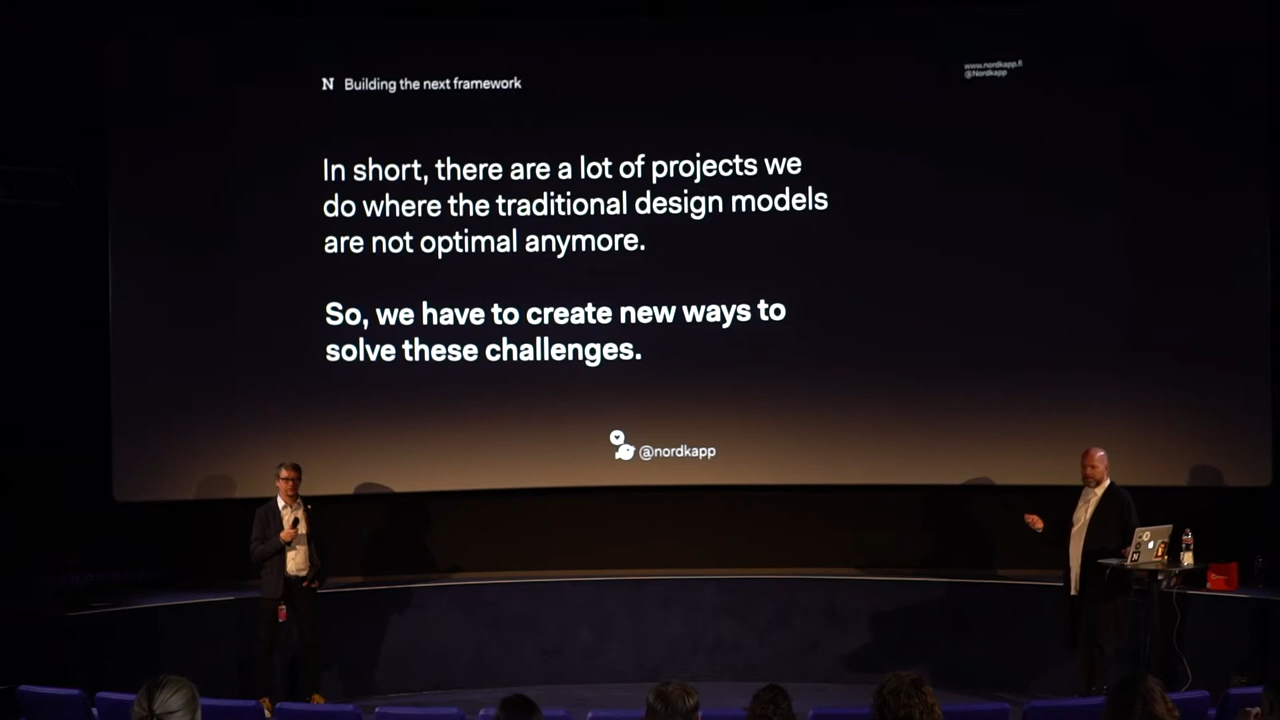 N Building the next framework
www.nordkapp.fi
@Nordkapp
In short, there are a lot of projects we
do where the traditional design models
are not optimal anymore.
So, we have to create new ways to
solve these challenges.
@nordkapp
N